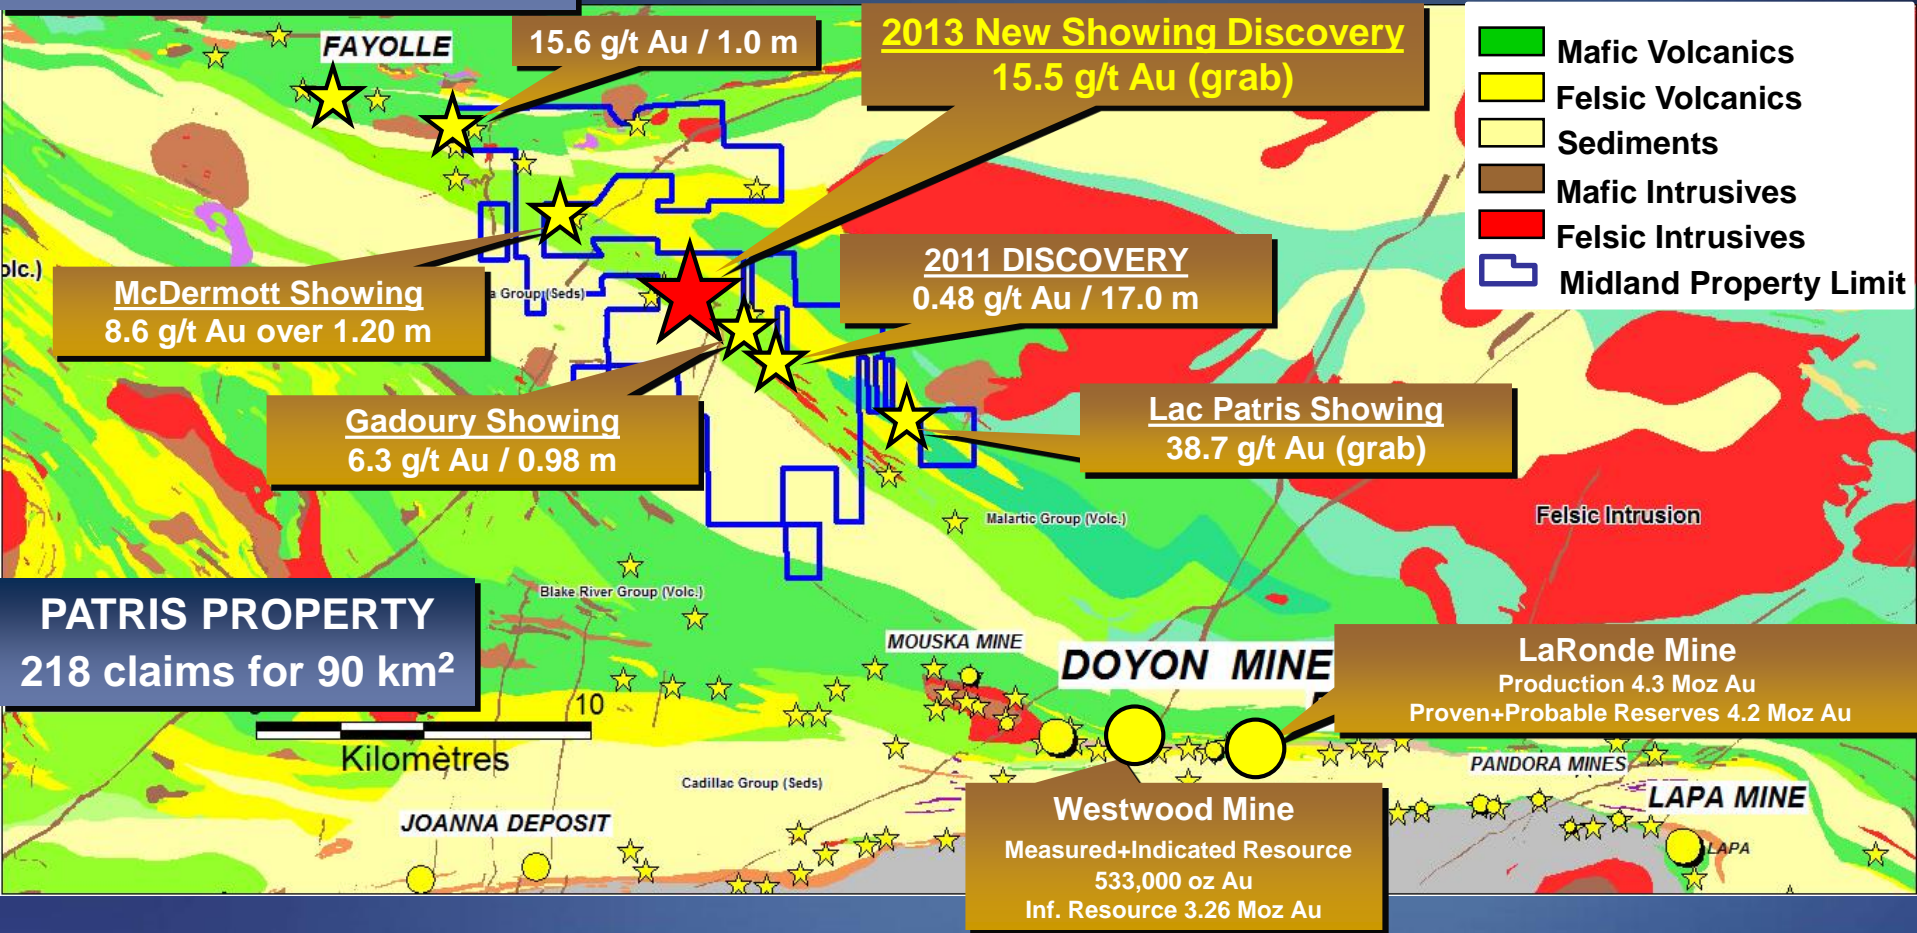 FAYOLLE
15.6 g/t Au / 1.0 m
2013 New Showing Discovery
15.5 g/t Au (grab)
Mafic Volcanics
Felsic Volcanics
Sediments
Mafic Intrusives
Felsic Intrusives
Midland Property Limit
McDermott Showing
8.6 g/t Au over 1.20 m
a Group (Seds)
2011 DISCOVERY
0.48 g/t Au / 17.0 m
Gadoury Showing
6.3 g/t Au / 0.98 m
Lac Patris Showing
38.7 g/t Au (grab)
Malartic Group (Volc.)
Felsic Intrusion
Blake River Group (Volc.)
PATRIS PROPERTY
218 claims for 90 km²
10
Kilomètres
MOUSKA MINE
DOYON MINE
LaRonde Mine
Production 4.3 Moz Au
Proven+Probable Reserves 4.2 Moz Au
Cadillac Group (Seds)
PANDORA MINES
LAPA MINE
LAPA
JOANNA DEPOSIT
Westwood Mine
Measured+Indicated Resource
533,000 oz Au
Inf. Resource 3.26 Moz Au